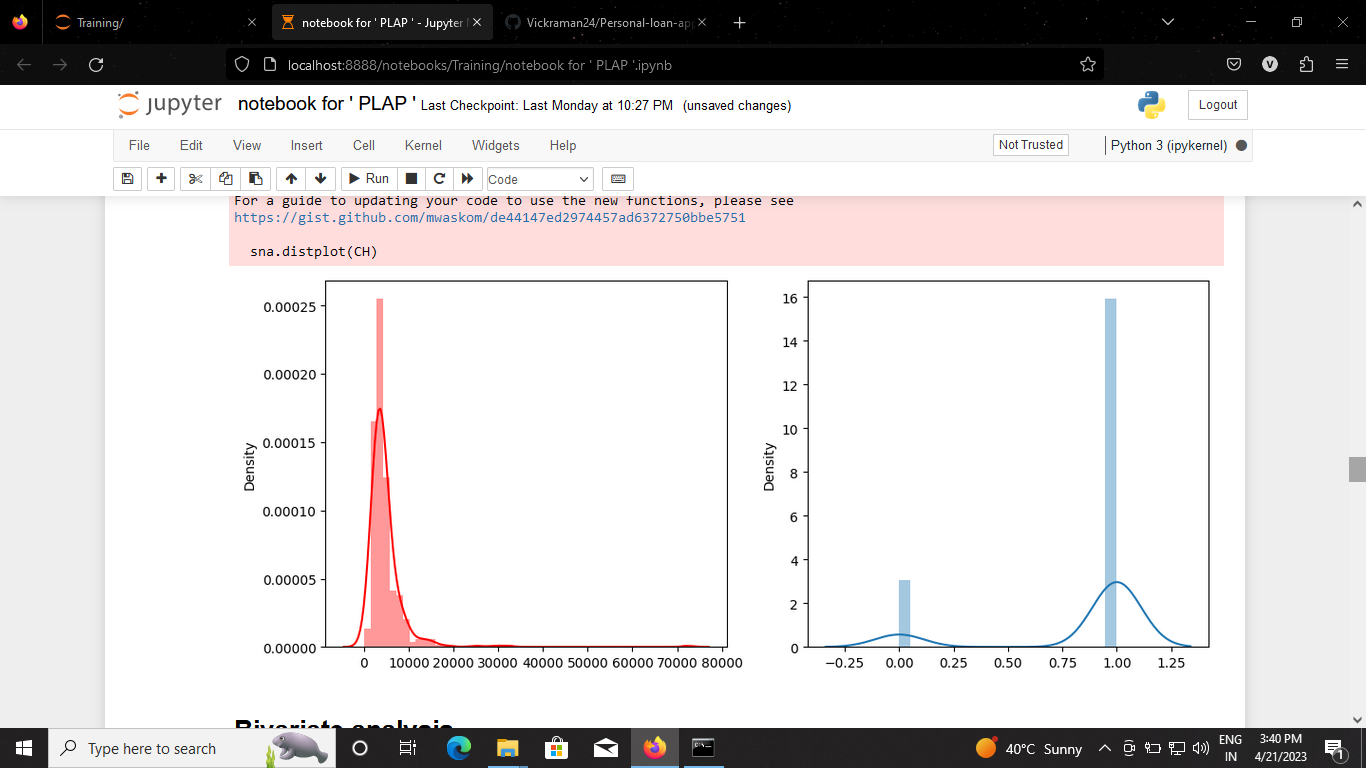 Training/
notebook for ' PLAP ' - Jupyter
Vickraman24/Personal-loan-app
localhost:8888/notebooks/Training/notebook for ' PLAP '.ipynb
V
jupyter notebook for ' PLAP ' Last Checkpoint: Last Monday at 10:27 PM (unsaved changes)
Logout
File Edit View Insert Cell Kernel Widgets Help
Not Trusted
Python 3 (ipykernel)
Run
Code
For a guide to updating your code to use the new functions, please see
https://gist.github.com/mwaskom/de44147ed2974457ad6372750bbe5751
sna.distplot(CH)
0.00025
0.00020
0.00015
0.00010
0.00005
0.00000
Density
0 10000 20000 30000 40000 50000 60000 70000 80000
16
14
12
10
8
6
4
2
0
Density
−0.25 0.00 0.25 0.50 0.75 1.00 1.25
Bivariate analysis
Type here to search
40°C Sunny
ENG
IN
3:40 PM
4/21/2023
1